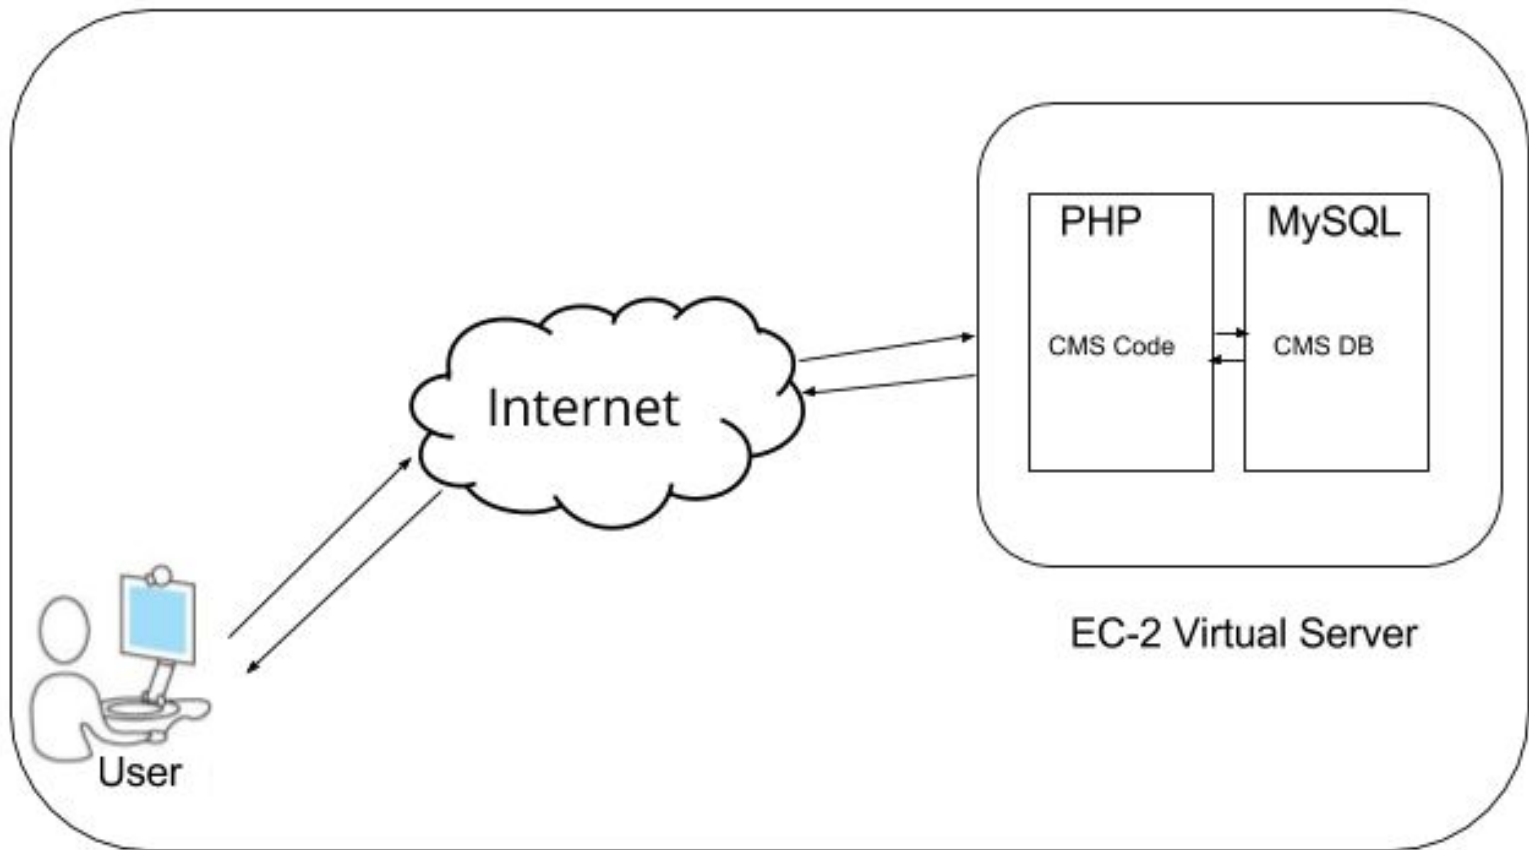 PHP
MySQL
CMS Code
CMS DB
Internet
EC-2 Virtual Server
User